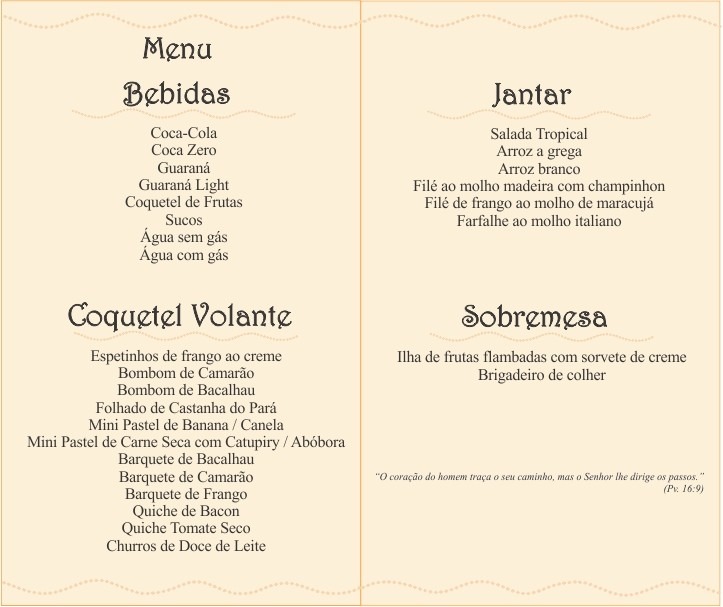 Menu
Bebidas
Coca-Cola
Coca Zero
Guaraná
Guaraná Light
Coquetel de Frutas
Sucos
Água sem gás
Água com gás
Coquetel Volante
Espetinhos de frango ao creme
Bombom de Camarão
Bombom de Bacalhau
Folhado de Castanha do Pará
Mini Pastel de Banana / Canela
Mini Pastel de Carne Seca com Catupiry / Abóbora
Barquete de Bacalhau
Barquete de Camarão
Barquete de Frango
Quiche de Bacon
Quiche Tomate Seco
Churros de Doce de Leite
Jantar
Salada Tropical
Arroz a grega
Arroz branco
Filé ao molho madeira com champinhon
Filé de frango ao molho de maracujá
Farfalhe ao molho italiano
Sobremesa
Ilha de frutas flambadas com sorvete de creme
Brigadeiro de colher
“O coração do homem traça o seu caminho, mas o Senhor lhe dirige os passos.”
(Pv. 16:9)